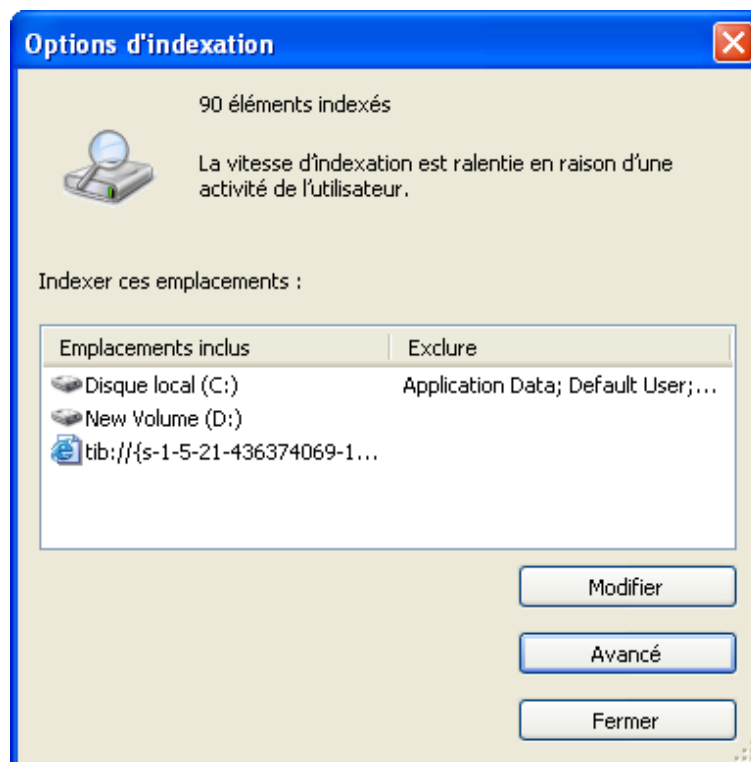 Options d'indexation
90 éléments indexés
La vitesse d'indexation est ralentie en raison d'une
activité de l'utilisateur.
Indexer ces emplacements :
Emplacements inclus Exclure
Disque local (C:) Application Data; Default User;...
New Volume (D:)
tib://{s-1-5-21-436374069-1...
Modifier
Avancé
Fermer